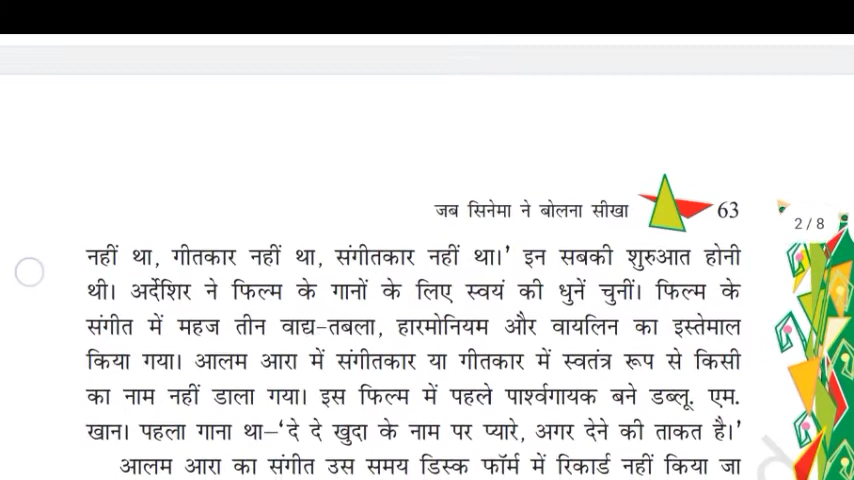 जब सिनेमा ने बोलना सीखा 63
2/8
नहीं था, गीतकार नहीं था, संगीतकार नहीं था।' इन सबकी शुरुआत होनी
थी। अर्देशिर ने फिल्म के गानों के लिए स्वयं की धुनें चुनीं। फिल्म के
संगीत में महज तीन वाद्य-तबला, हारमोनियम और वायलिन का इस्तेमाल
किया गया। आलम आरा में संगीतकार या गीतकार में स्वतंत्र रूप से किसी
का नाम नहीं डाला गया। इस फिल्म में पहले पार्श्वगायक बने डब्लू. एम.
खान। पहला गाना था–'दे दे खुदा के नाम पर प्यारे, अगर देने की ताकत है।'
आलम आरा का संगीत उस समय डिस्क फॉर्म में रिकार्ड नहीं किया जा